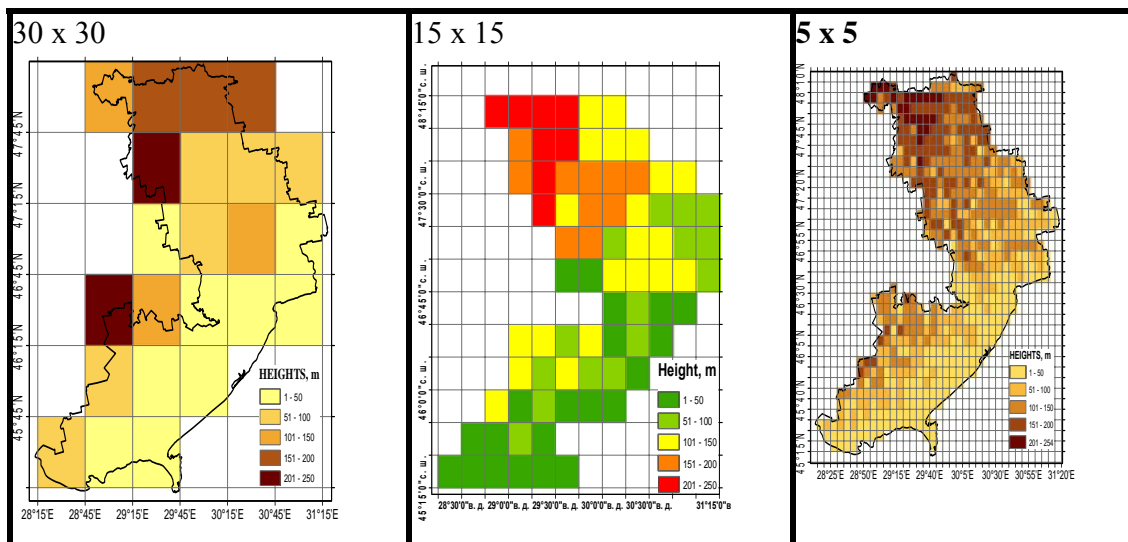 30 x 30
47°45'N
47°15'N
46°45'N
46°15'N
45°45'N
HEIGHTS, m
1 - 50
51 - 100
101 - 150
151 - 200
201 - 250
28°15'E 28°45'E 29°15'E 29°45'E 30°15'E 30°45'E 31°15'E
15 x 15
48°15'0"с. ш.
47°30'0"с. ш.
46°45'0"с. ш.
46°0'0"с. ш.
45°15'0"с. ш.
Height, m
1 - 50
51 - 100
101 - 150
151 - 200
201 - 250
28°30'0"в. д. 29°0'0"в. д. 29°30'0"в. д. 30°0'0"в. д. 30°30'0"в. д. 31°15'0"в
5 x 5
48°10'N
47°45'N
47°20'N
46°55'N
46°30'N
46°5'N
45°40'N
45°15'N
HEIGHTS, m
1 - 50
51 - 100
101 - 150
151 - 200
201 - 254
28°25'E 28°50'E 29°15'E 29°40'E 30°5'E 30°30'E 30°55'E 31°20'E